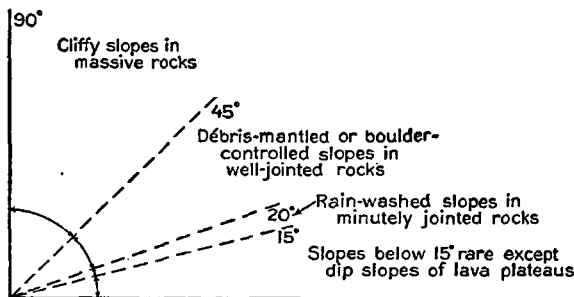 90°
Cliffy slopes in
massive rocks
45°
Débris-mantled or boulder-
controlled slopes in
well-jointed rocks
20°
Rain-washed slopes in
minutely jointed rocks
15°
Slopes below 15° rare except
dip slopes of lava plateaus